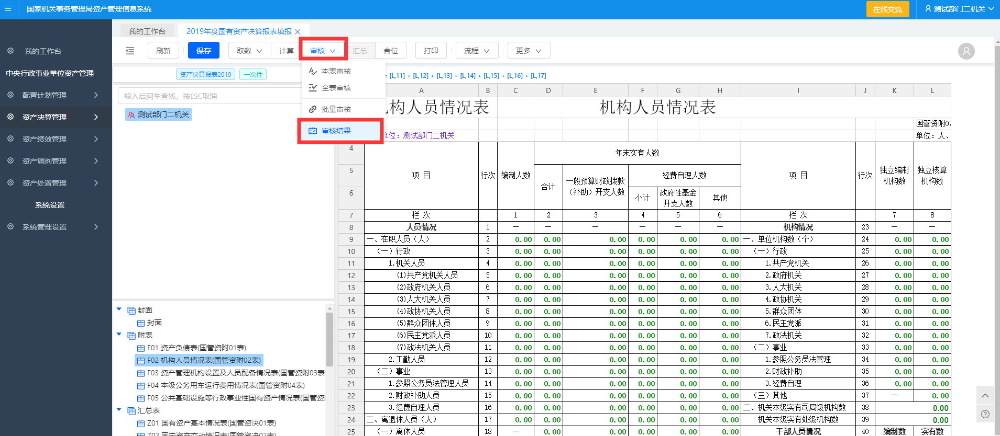 国家机关事务管理局资产管理信息系统
在线交流
测试部门二机关
我的工作台
2019年度国有资产决算报表填报
我的工作台
中央行政事业单位资产管理
配置计划管理
资产决算管理
资产绩效管理
资产调剂管理
资产处置管理
系统设置
系统管理设置
刷新 保存 取数 计算 审核 汇总 舍位 打印 流程 更多
资产决算报表2019 一次性
输入后回车查找，按ESC取消
测试部门二机关
本表审核
全表审核
批量审核
审核结果
= [L,11] + [L,12] + [L,13] + [L,14] + [L,15] + [L,16] + [L,17]
A B C D E F G H I J K L
构人员情况表 机构人员情况表
国管资附02
单位：测试部门二机关 单位：人、
4 年末实有人数
5 项 目 行次 编制人数 经费自理人数 项 目 行次 独立编制机构数 独立核算机构数
合计 一般预算财政拨款（补助）开支人数
6 小计 政府性基金开支人数 其他
7 栏 次 1 2 3 4 5 6 栏 次 7 8
8 人员情况 1 — — — — — — 机构情况 23 — —
9 一、在职人员（人） 2 0.00 0.00 0.00 0.00 0.00 0.00 一、单位机构数（个） 24 0.00 0.00
10 （一）行政 3 0.00 0.00 0.00 0.00 0.00 0.00 （一）行政 25 0.00 0.00
11 1.机关人员 4 0.00 0.00 0.00 0.00 0.00 0.00 1.共产党机关 26 0.00 0.00
12 (1)共产党机关人员 5 0.00 0.00 0.00 0.00 0.00 0.00 2.政府机关 27 0.00 0.00
13 (2)政府机关人员 6 0.00 0.00 0.00 0.00 0.00 0.00 3.人大机关 28 0.00 0.00
14 (3)人大机关人员 7 0.00 0.00 0.00 0.00 0.00 0.00 4.政协机关 29 0.00 0.00
15 (4)政协机关人员 8 0.00 0.00 0.00 0.00 0.00 0.00 5.群众团体 30 0.00 0.00
16 (5)群众团体人员 9 0.00 0.00 0.00 0.00 0.00 0.00 6.民主党派 31 0.00 0.00
17 (6)民主党派人员 10 0.00 0.00 0.00 0.00 0.00 0.00 7.政法机关 32 0.00 0.00
18 (7)政法机关人员 11 0.00 0.00 0.00 0.00 0.00 0.00 （二）事业 33 0.00 0.00
19 2.工勤人员 12 0.00 0.00 0.00 0.00 0.00 0.00 1.参照公务员法管理 34 0.00 0.00
20 （二）事业 13 0.00 0.00 0.00 0.00 0.00 0.00 2.财政补助 35 0.00 0.00
21 1.参照公务员法管理人员 14 0.00 0.00 0.00 0.00 0.00 0.00 3.经费自理 36 0.00 0.00
22 2.财政补助人员 15 0.00 0.00 0.00 0.00 0.00 0.00 （三）其他 37 — 0.00
23 3.经费自理人员 16 0.00 0.00 0.00 0.00 0.00 0.00 二、机关本级实有司局级机构数 38 0.00
24 二、离退休人员（人） 17 0.00 0.00 0.00 0.00 0.00 0.00 机关本级实有处级机构数 39 0.00
25 （一）离休人员 18 — 0.00 0.00 0.00 0.00 0.00 干部人员情况 40 编制数 实有数
封面
封面
附表
F01 资产负债表(国管资附01表)
F02 机构人员情况表(国管资附02表)
F03 资产管理机构设置及人员配备情况表(国管资附03表
F04 本级公务用车运行费用情况表(国管资附04表)
F05 公共基础设施等行政事业性国有资产情况表(国管资
汇总表
Z01 国有资产基本情况表(国管资决01表)
Z02 固定资产变动情况表(国管资决02表)